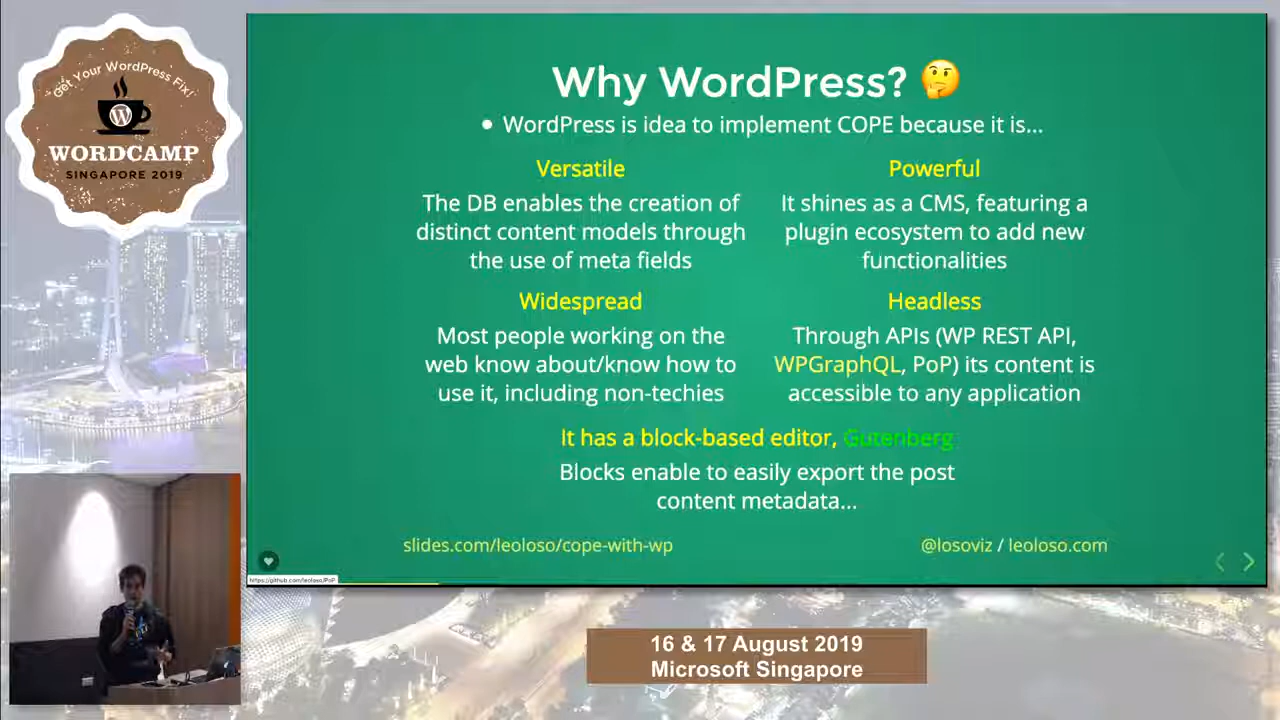 Get Your WordPress Fix!
WORDCAMP
SINGAPORE 2019
Why WordPress? 🤔
• WordPress is idea to implement COPE because it is...
Versatile
The DB enables the creation of
distinct content models through
the use of meta fields
Powerful
It shines as a CMS, featuring a
plugin ecosystem to add new
functionalities
Widespread
Most people working on the
web know about/know how to
use it, including non-techies
Headless
Through APIs (WP REST API,
WPGraphQL, PoP) its content is
accessible to any application
It has a block-based editor, Gutenberg
Blocks enable to easily export the post
content metadata...
slides.com/leoloso/cope-with-wp
@losoviz / leoloso.com
https://github.com/leoloso/PoP
16 & 17 August 2019
Microsoft Singapore